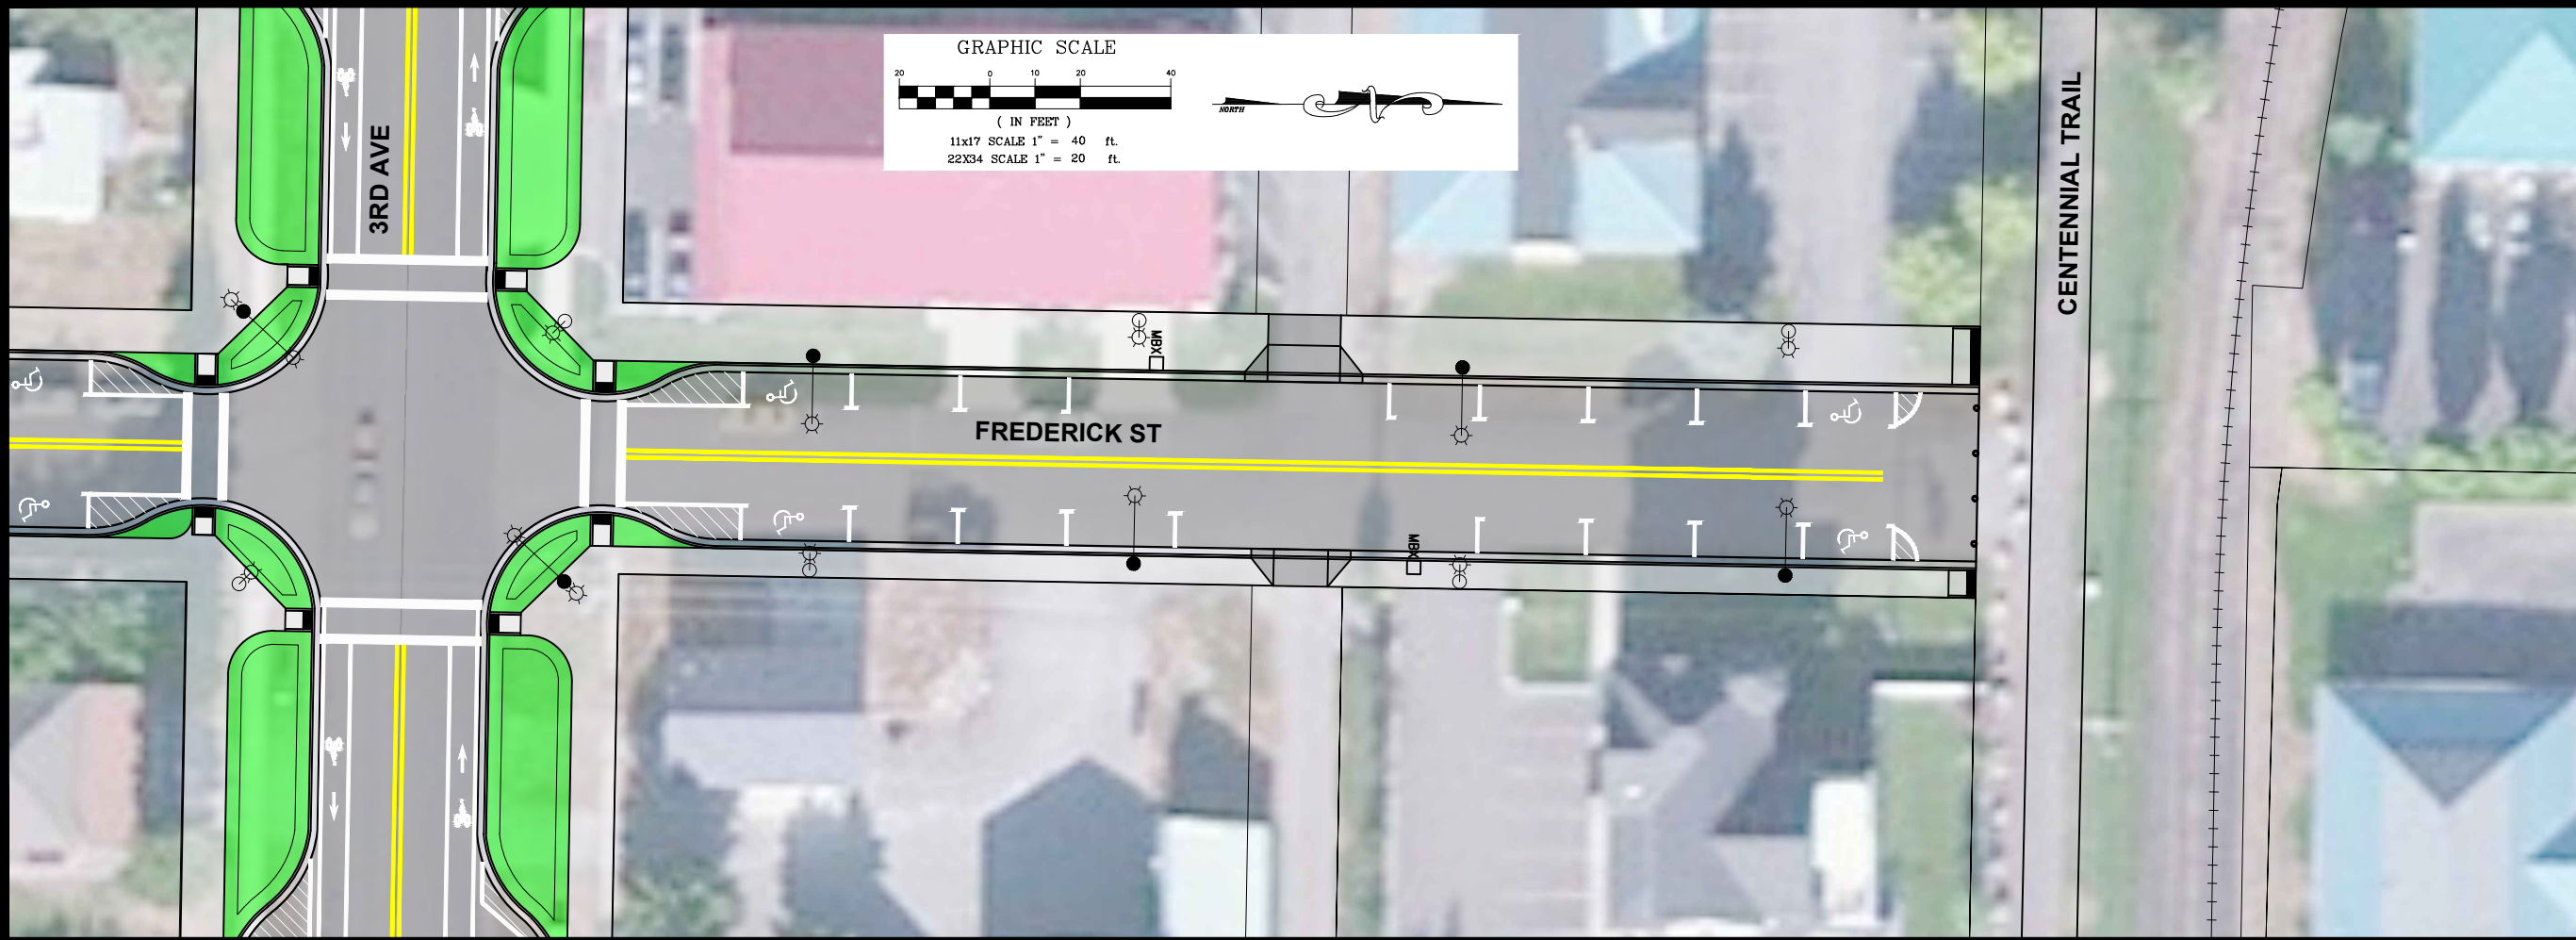 GRAPHIC SCALE
20 0 10 20 40
( IN FEET )
11x17 SCALE 1" = 40 ft.
22X34 SCALE 1" = 20 ft.
NORTH
3RD AVE
CENTENNIAL TRAIL
MBX
FREDERICK ST
MBX